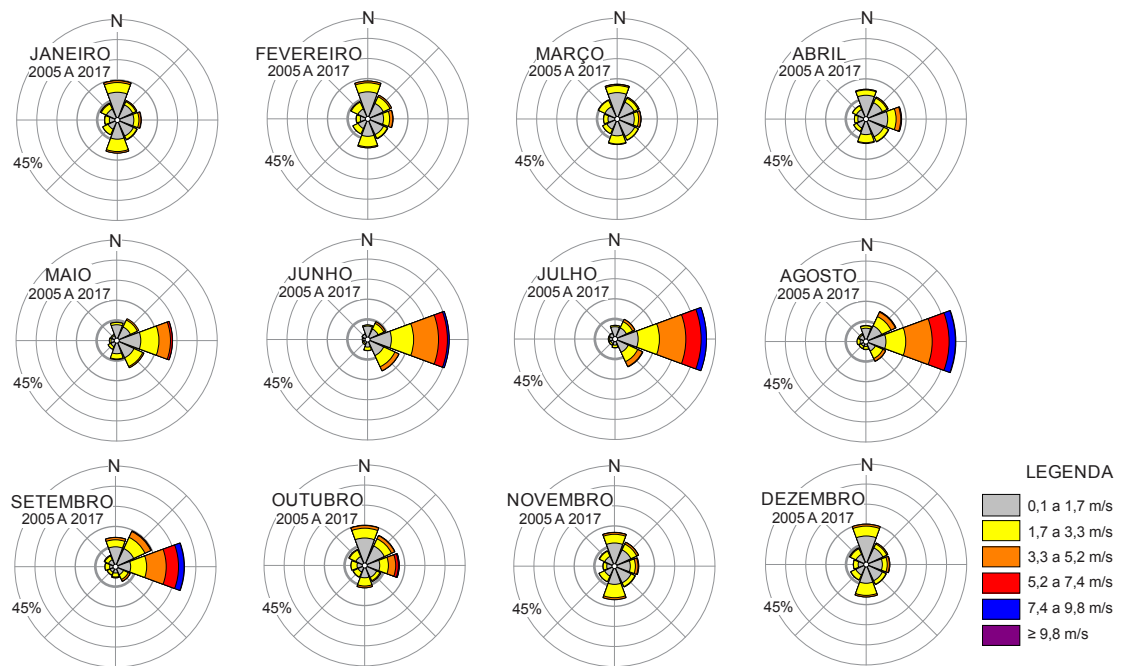 N
JANEIRO
2005 A 2017
45%
N
FEVEREIRO
2005 A 2017
45%
N
MARÇO
2005 A 2017
45%
N
ABRIL
2005 A 2017
45%
N
MAIO
2005 A 2017
45%
N
JUNHO
2005 A 2017
45%
N
JULHO
2005 A 2017
45%
N
AGOSTO
2005 A 2017
45%
N
SETEMBRO
2005 A 2017
45%
N
OUTUBRO
2005 A 2017
45%
N
NOVEMBRO
2005 A 2017
45%
N
DEZEMBRO
2005 A 2017
45%
LEGENDA
0,1 a 1,7 m/s
1,7 a 3,3 m/s
3,3 a 5,2 m/s
5,2 a 7,4 m/s
7,4 a 9,8 m/s
≥ 9,8 m/s